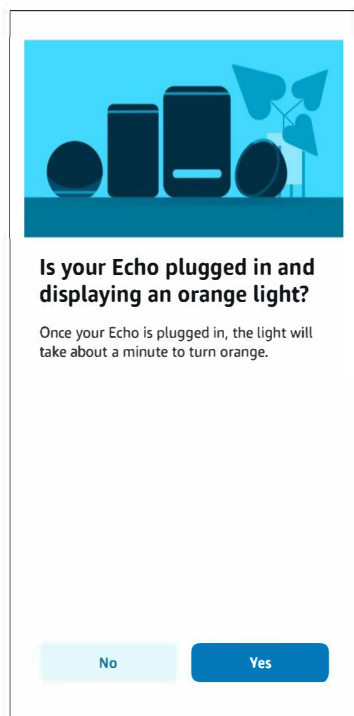 Is your Echo plugged in and
displaying an orange light?
Once your Echo is plugged in, the light will
take about a minute to turn orange.
No
Yes